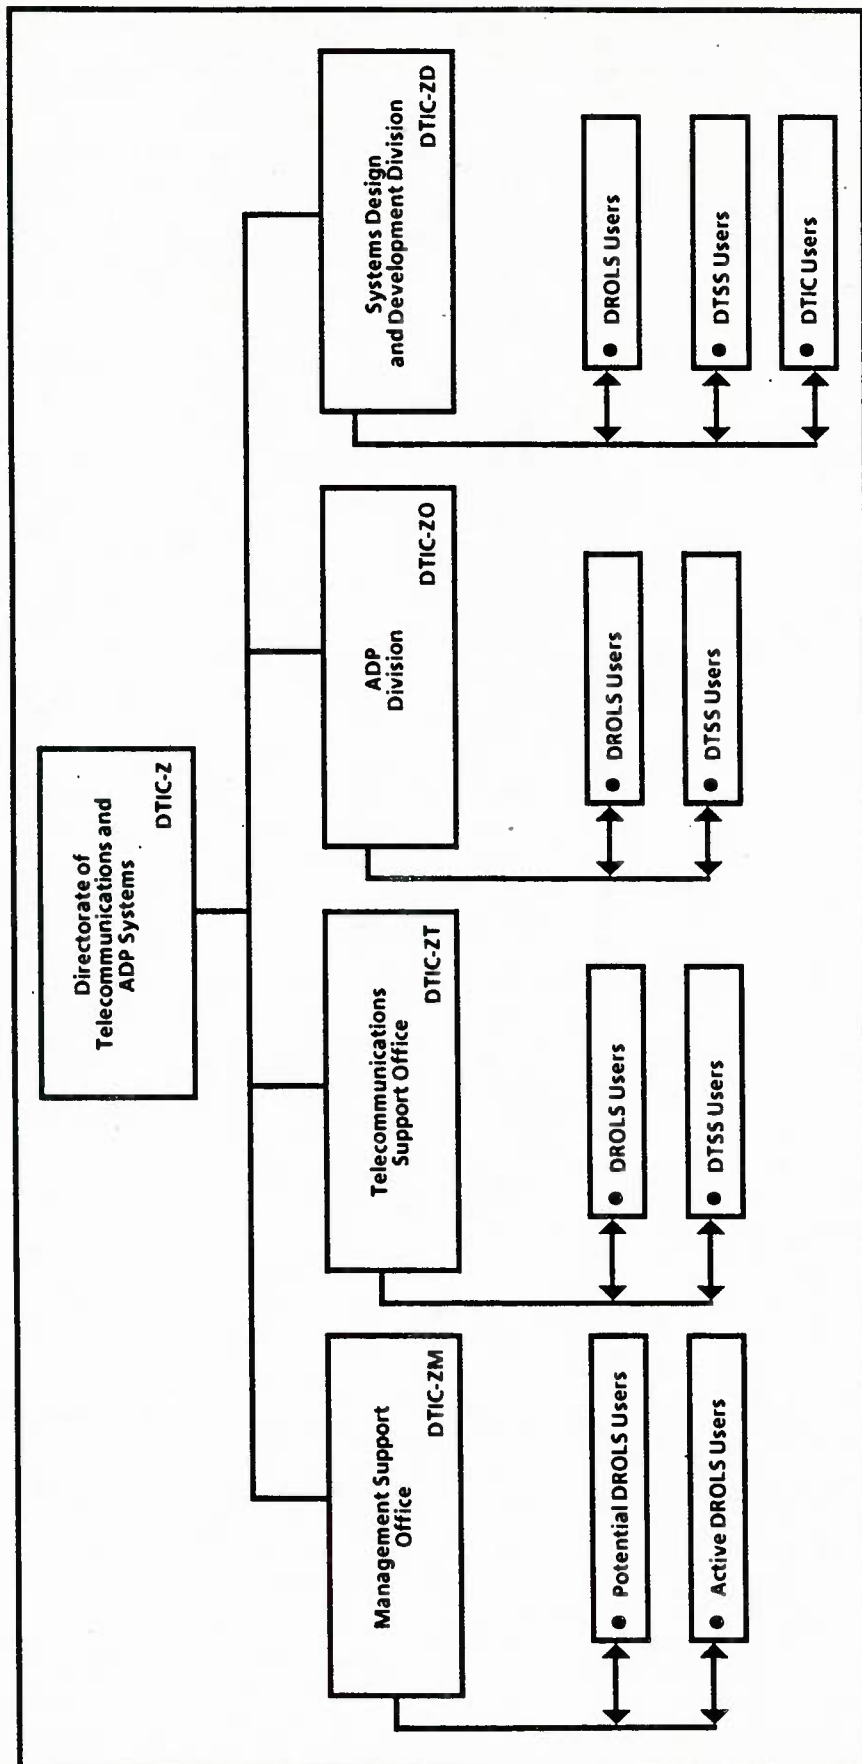 Directorate of
Telecommunications and
ADP Systems
DTIC-Z
Management Support
Office
DTIC-ZM
● Potential DROLS Users
● Active DROLS Users
Telecommunications
Support Office
DTIC-ZT
● DROLS Users
● DTSS Users
ADP
Division
DTIC-ZO
● DROLS Users
● DTSS Users
Systems Design
and Development Division
DTIC-ZD
● DROLS Users
● DTSS Users
● DTIC Users